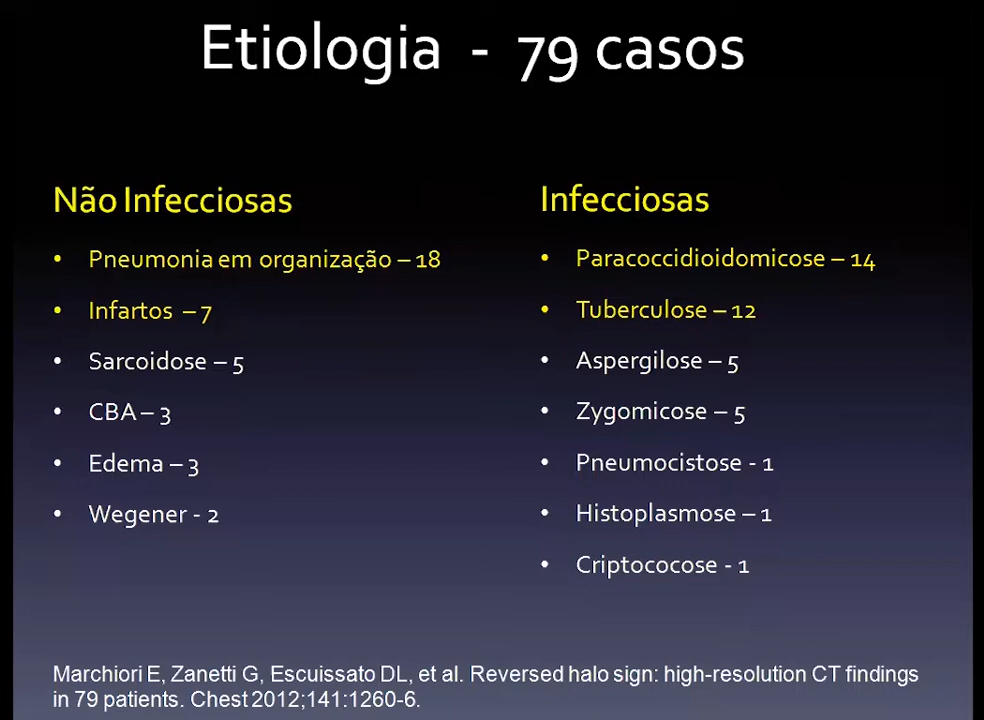 Etiologia - 79 casos
Não Infecciosas
• Pneumonia em organização – 18
• Infartos – 7
• Sarcoidose – 5
• CBA – 3
• Edema – 3
• Wegener - 2
Infecciosas
• Paracoccidioidomicose – 14
• Tuberculose – 12
• Aspergilose – 5
• Zygomicose – 5
• Pneumocistose - 1
• Histoplasmose – 1
• Criptococose - 1
Marchiori E, Zanetti G, Escuissato DL, et al. Reversed halo sign: high-resolution CT findings
in 79 patients. Chest 2012;141:1260-6.